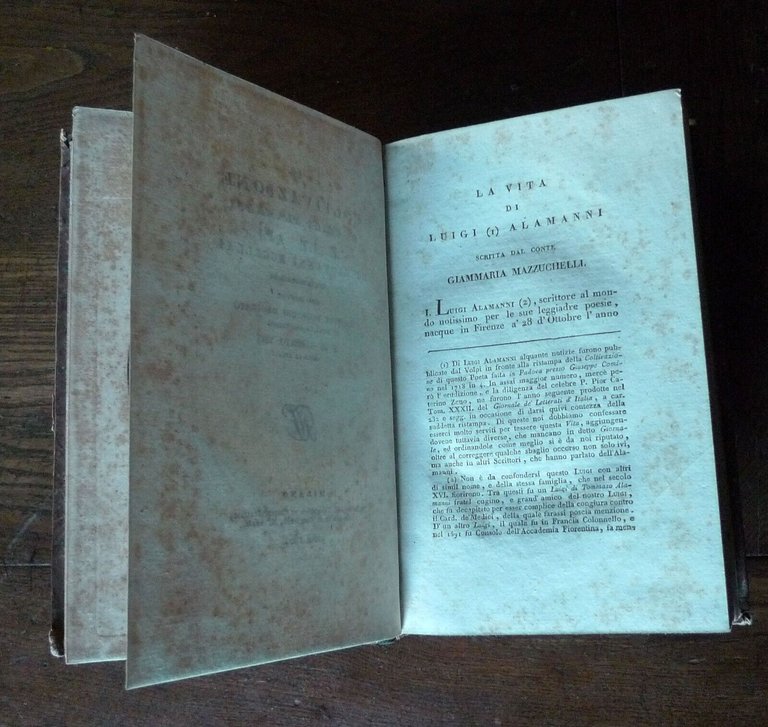 LA VITA
DI
LUIGI (1) ALAMANNI
SCRITTA DAL CONTE
GIAMMARIA MAZZUCHELLI.
I. LUIGI ALAMANNI (2), scrittore al mon-
do notissimo per le sue leggiadre poesie,
nacque in Firenze a' 28 d'Ottobre l'anno
(1) Di LUIGI ALAMANNI alquante notizie furono pub-
blicate dal Volpi in fronte alla ristampa della Coltivazio-
ne di questo Poeta fatta in Padova presso Giuseppe Comi-
no nel 1718 in 4. In assai maggior numero, mercè pe-
rò l'erudizione, e la diligenza del celebre P. Pier Ca-
terino Zeno, ne furono l'anno seguente prodotte nel
Tom. XXXII. del Giornale de' Letterati d'Italia, a car.
232 e segg. in occasione di darsi quivi contezza della
suddetta ristampa. Di queste noi dobbiamo confessare
esserci molto serviti per tessere questa Vita, aggiungen-
dovene tuttavia diverse, che mancano in detto Giorna-
le, ed ordinandole come meglio si è da noi riputato,
oltre al correggere qualche sbaglio occorso non solo ivi,
ma anche in altri Scrittori, che hanno parlato dell'Ala-
manni.
(2) Non è da confondersi questo LUIGI con altri
di simil nome, e della stessa famiglia, che nel secolo
XVI. fiorirono. Tra questi fu un Luigi di Tommaso Ala-
manni fratel cugino, e grand'amico del nostro LUIGI,
che fu decapitato per esser complice della congiura contro
il Card. de' Medici, della quale farassi poscia menzione.
D'un altro Luigi, il quale fu in Francia Colonnello, e
nel 1591 fu Consolo dell'Accademia Fiorentina, fa men-